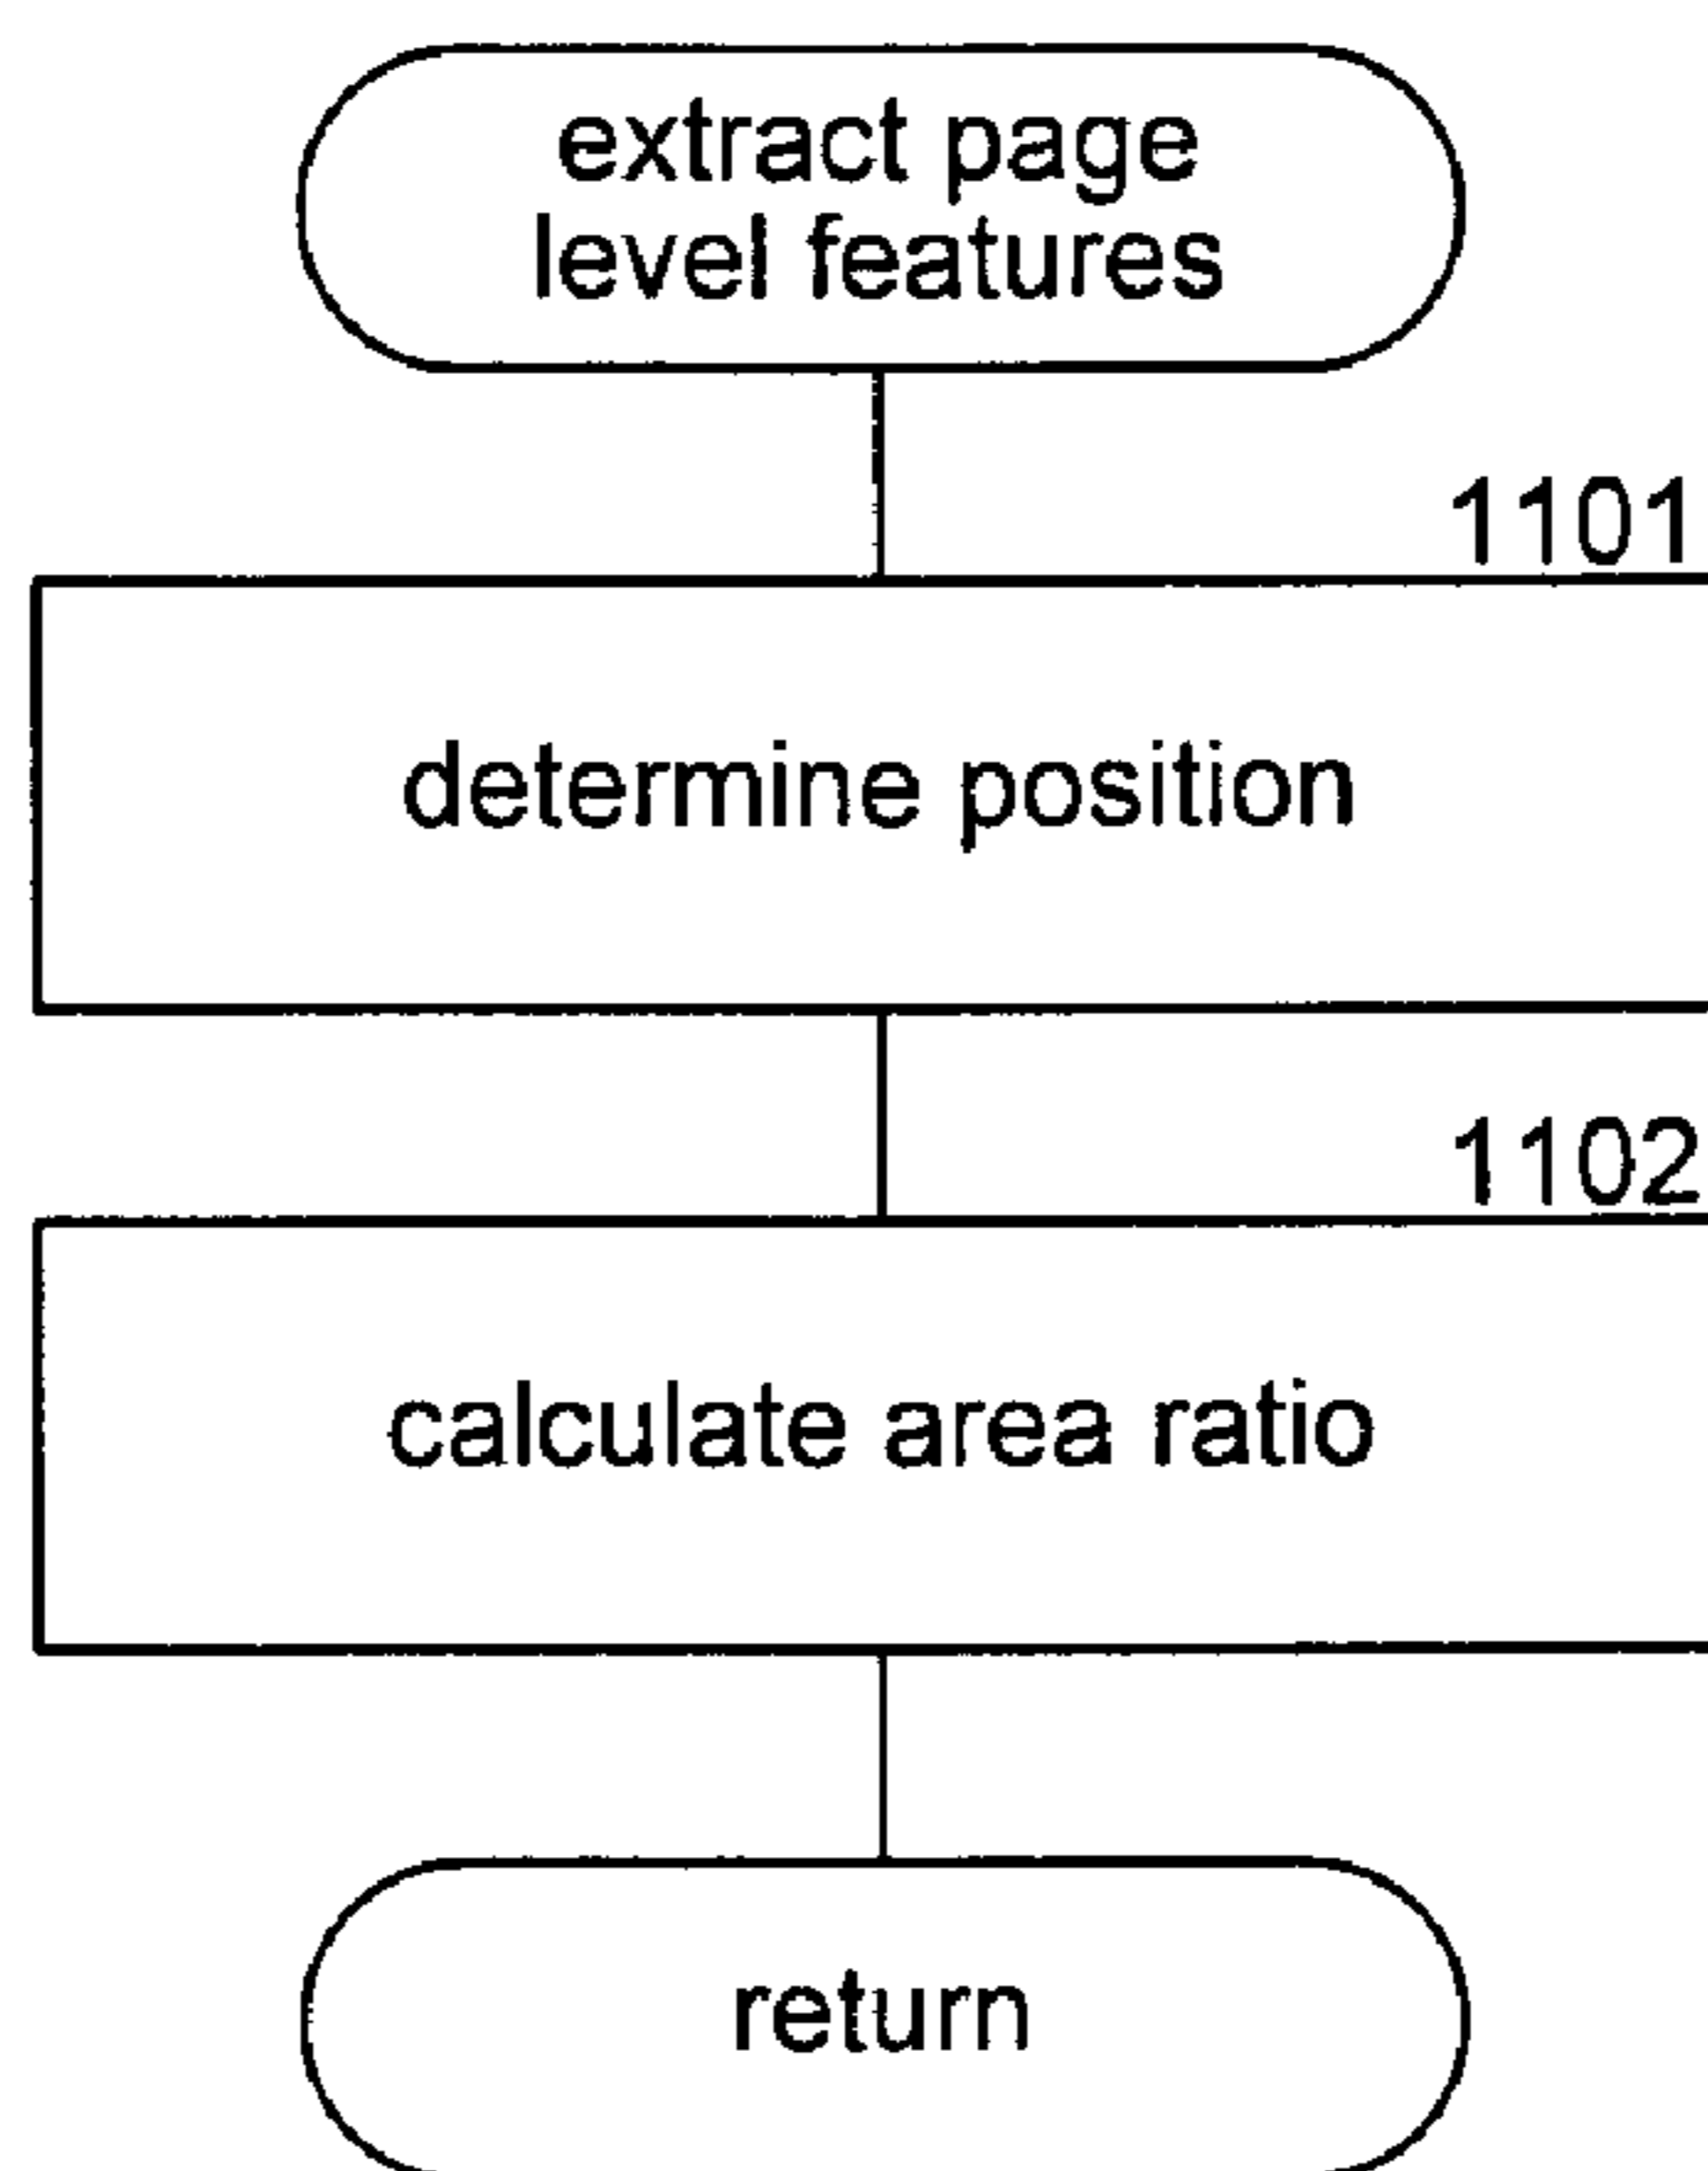 extract page
level features
1101
determine position
1102
calculate area ratio
return